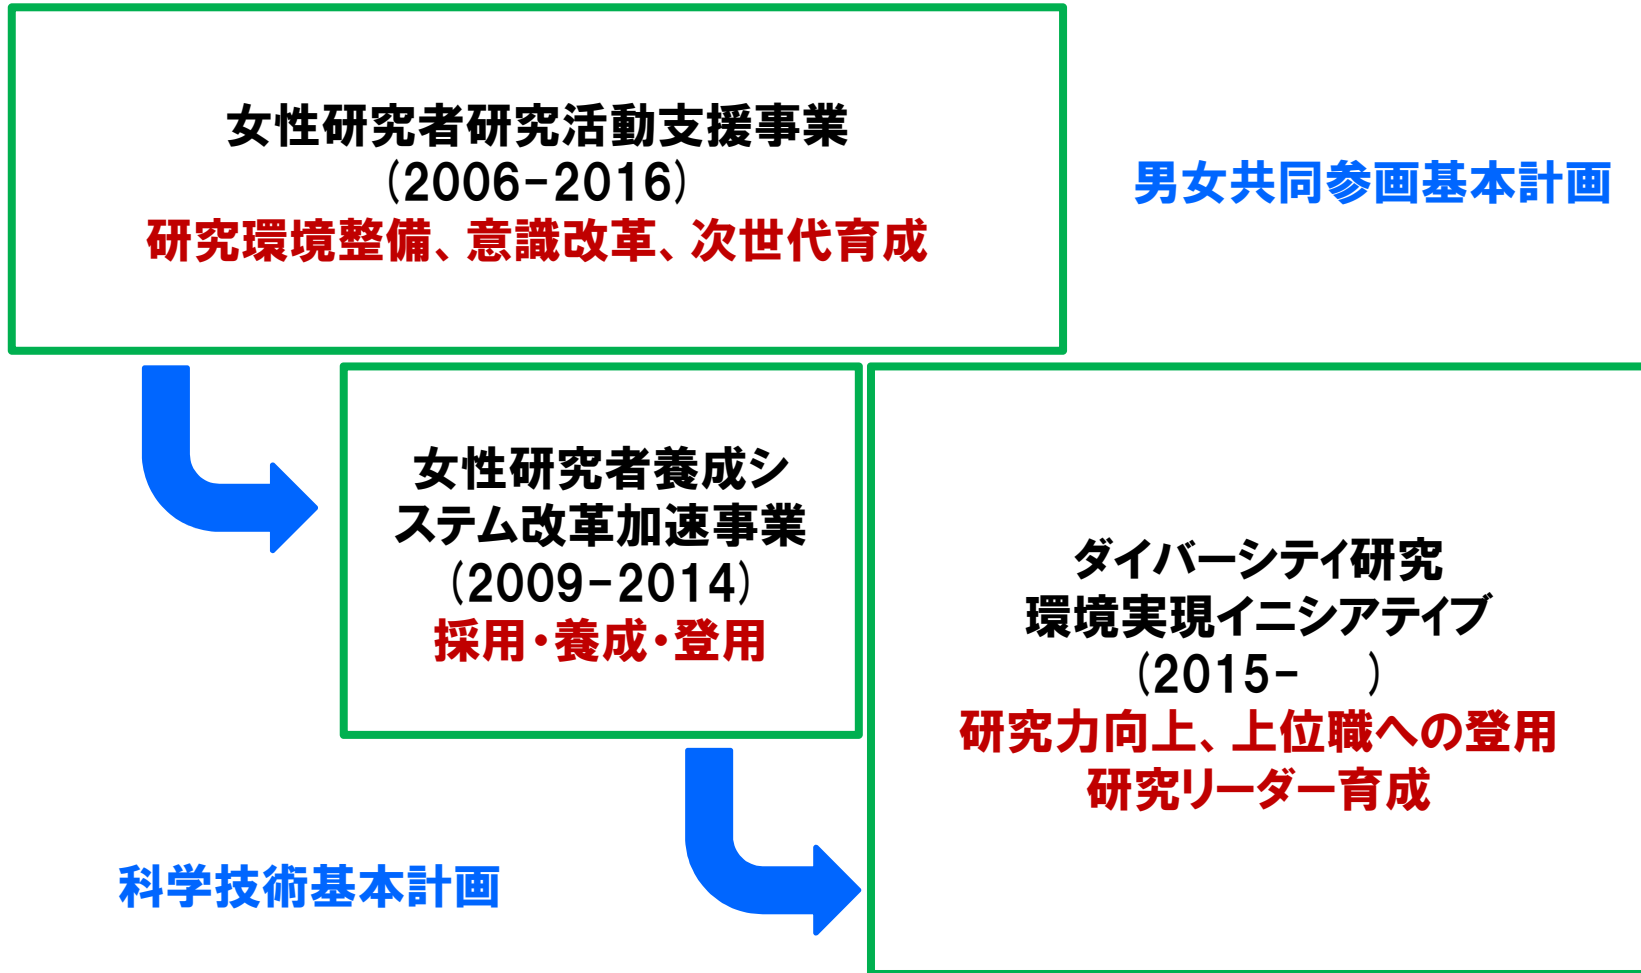 女性研究者研究活動支援事業
(2006-2016)
研究環境整備、意識改革、次世代育成
男女共同参画基本計画
女性研究者養成シ
ステム改革加速事業
(2009-2014)
採用・養成・登用
ダイバーシティ研究
環境実現イニシアティブ
(2015-　)
研究力向上、上位職への登用
研究リーダー育成
科学技術基本計画